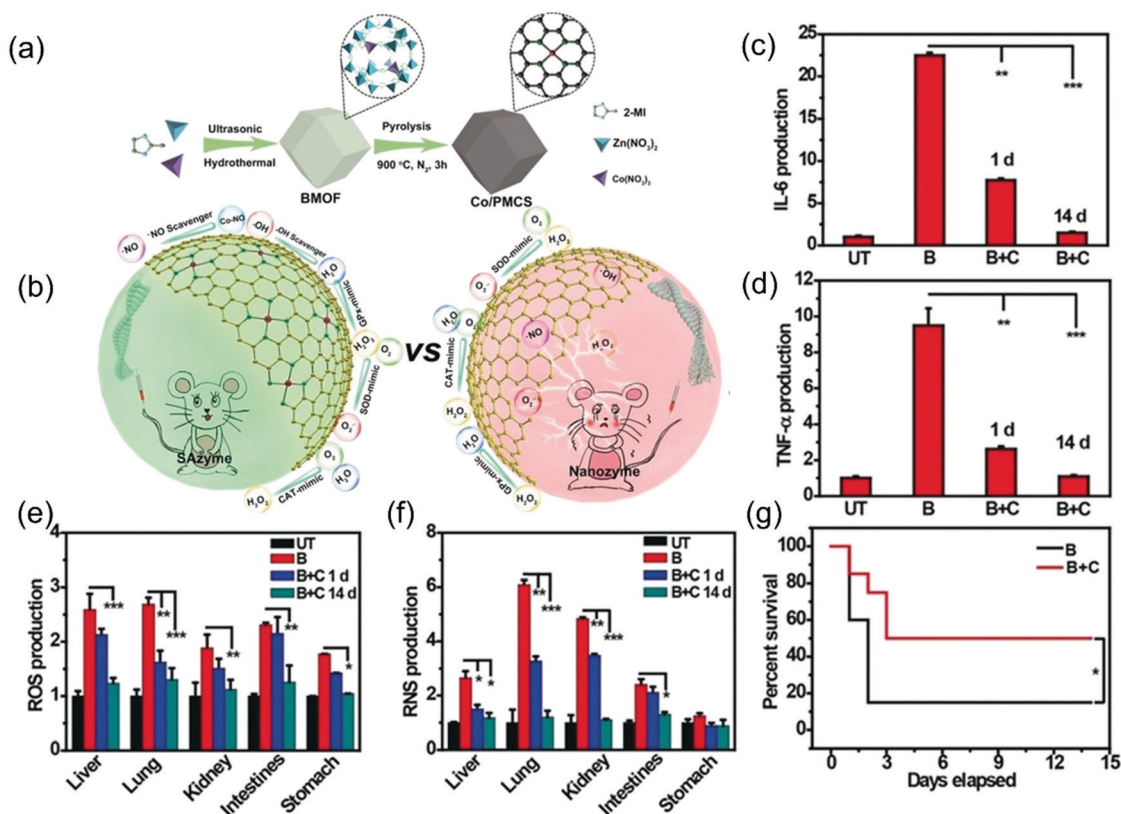 (a)
Ultrasonic
Hydrothermal
BMOF
Pyrolysis
900 °C, N₂, 3h
Co/PMCS
2-MI
Zn(NO₃)₂
Co(NO₃)₃
(b)
·NO
·NO Scavenger
Co-NO
·OH
·OH Scavenger
H₂O
GPx-mimic
H₂O₂
O₂
SOD-mimic
O₂·⁻
O₂
H₂O
CAT-mimic
H₂O₂
SAzyme
VS
O₂
H₂O₂
SOD-mimic
O₂·⁻
H₂O
O₂
CAT-mimic
H₂O₂
H₂O
GPx-mimic
H₂O₂
·OH
·NO
H₂O₂
O₂·⁻
Nanozyme
(c)
IL-6 production
25
20
15
10
5
0
**
***
1 d
14 d
UT B B+C B+C
(d)
TNF-α production
12
10
8
6
4
2
0
**
***
1 d
14 d
UT B B+C B+C
(e)
ROS production
4
3
2
1
0
UT
B
B+C 1 d
B+C 14 d
***
**
***
**
**
*
Liver Lung Kidney Intestines Stomach
(f)
RNS production
8
6
4
2
0
UT
B
B+C 1 d
B+C 14 d
*
*
**
***
**
***
*
Liver Lung Kidney Intestines Stomach
(g)
Percent survival
100
80
60
40
20
0
B
B+C
*
0 3 6 9 12 15
Days elapsed